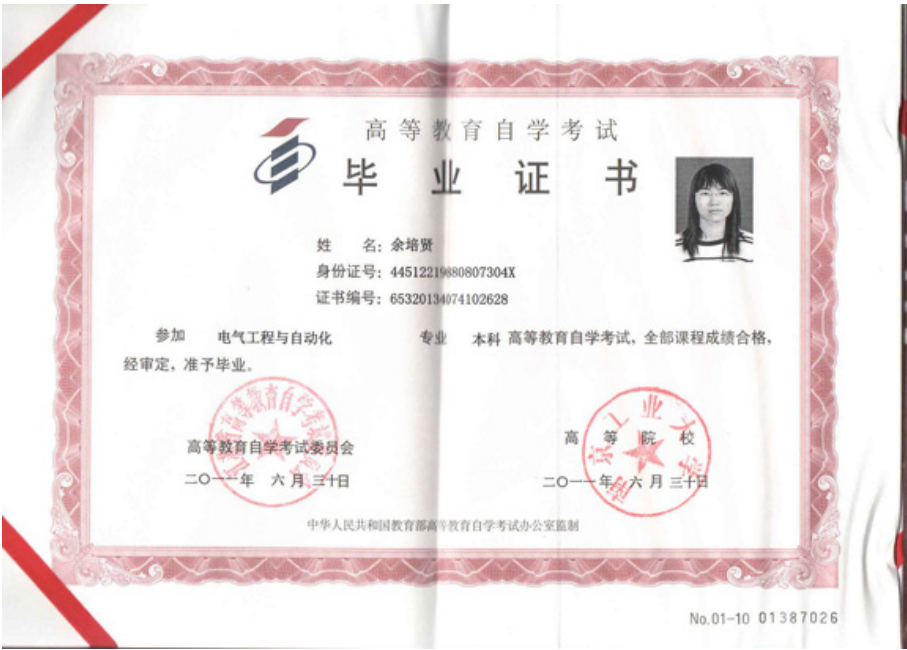 高等教育自学考试
毕业证书
姓 名：余培贤
身份证号：44512219880807304X
证书编号：65320134074102628
参加 电气工程与自动化 专业 本科 高等教育自学考试，全部课程成绩合格，
经审定，准予毕业。
高等教育自学考试委员会
二〇一一年 六月 三十日
高等院校
二〇一一年 六月 三十日
南京工业大学
中华人民共和国教育部高等教育自学考试办公室监制
No.01-10 01387026